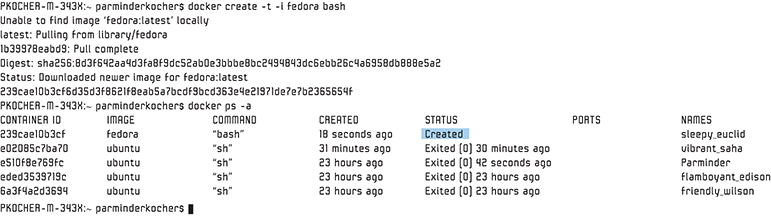 PKOCHER-M-343X:~ parminderkocher$ docker create -t -i fedora bash
Unable to find image 'fedora:latest' locally
latest: Pulling from library/fedora
1b39978eabd9: Pull complete
Digest: sha256:8d3f642aa4d3fa8f9dc52ab0e3bbbe8bc2494843dc6ebb26c4a6958db888e5a2
Status: Downloaded newer image for fedora:latest
239cae10b3cf6d35d3f8621f8eab5a7bcdf9bcd363e4e21971de7e7b2365654f
PKOCHER-M-343X:~ parminderkocher$ docker ps -a
CONTAINER ID IMAGE COMMAND CREATED STATUS PORTS NAMES
239cae10b3cf fedora "bash" 18 seconds ago Created sleepy_euclid
e02085c7ba70 ubuntu "sh" 31 minutes ago Exited (0) 30 minutes ago vibrant_saha
e510f8e769fc ubuntu "sh" 23 hours ago Exited (0) 42 seconds ago Parminder
eded3539719c ubuntu "sh" 23 hours ago Exited (0) 23 hours ago flamboyant_edison
6a3f4a2d3694 ubuntu "sh" 23 hours ago Exited (0) 23 hours ago friendly_wilson
PKOCHER-M-343X:~ parminderkocher$